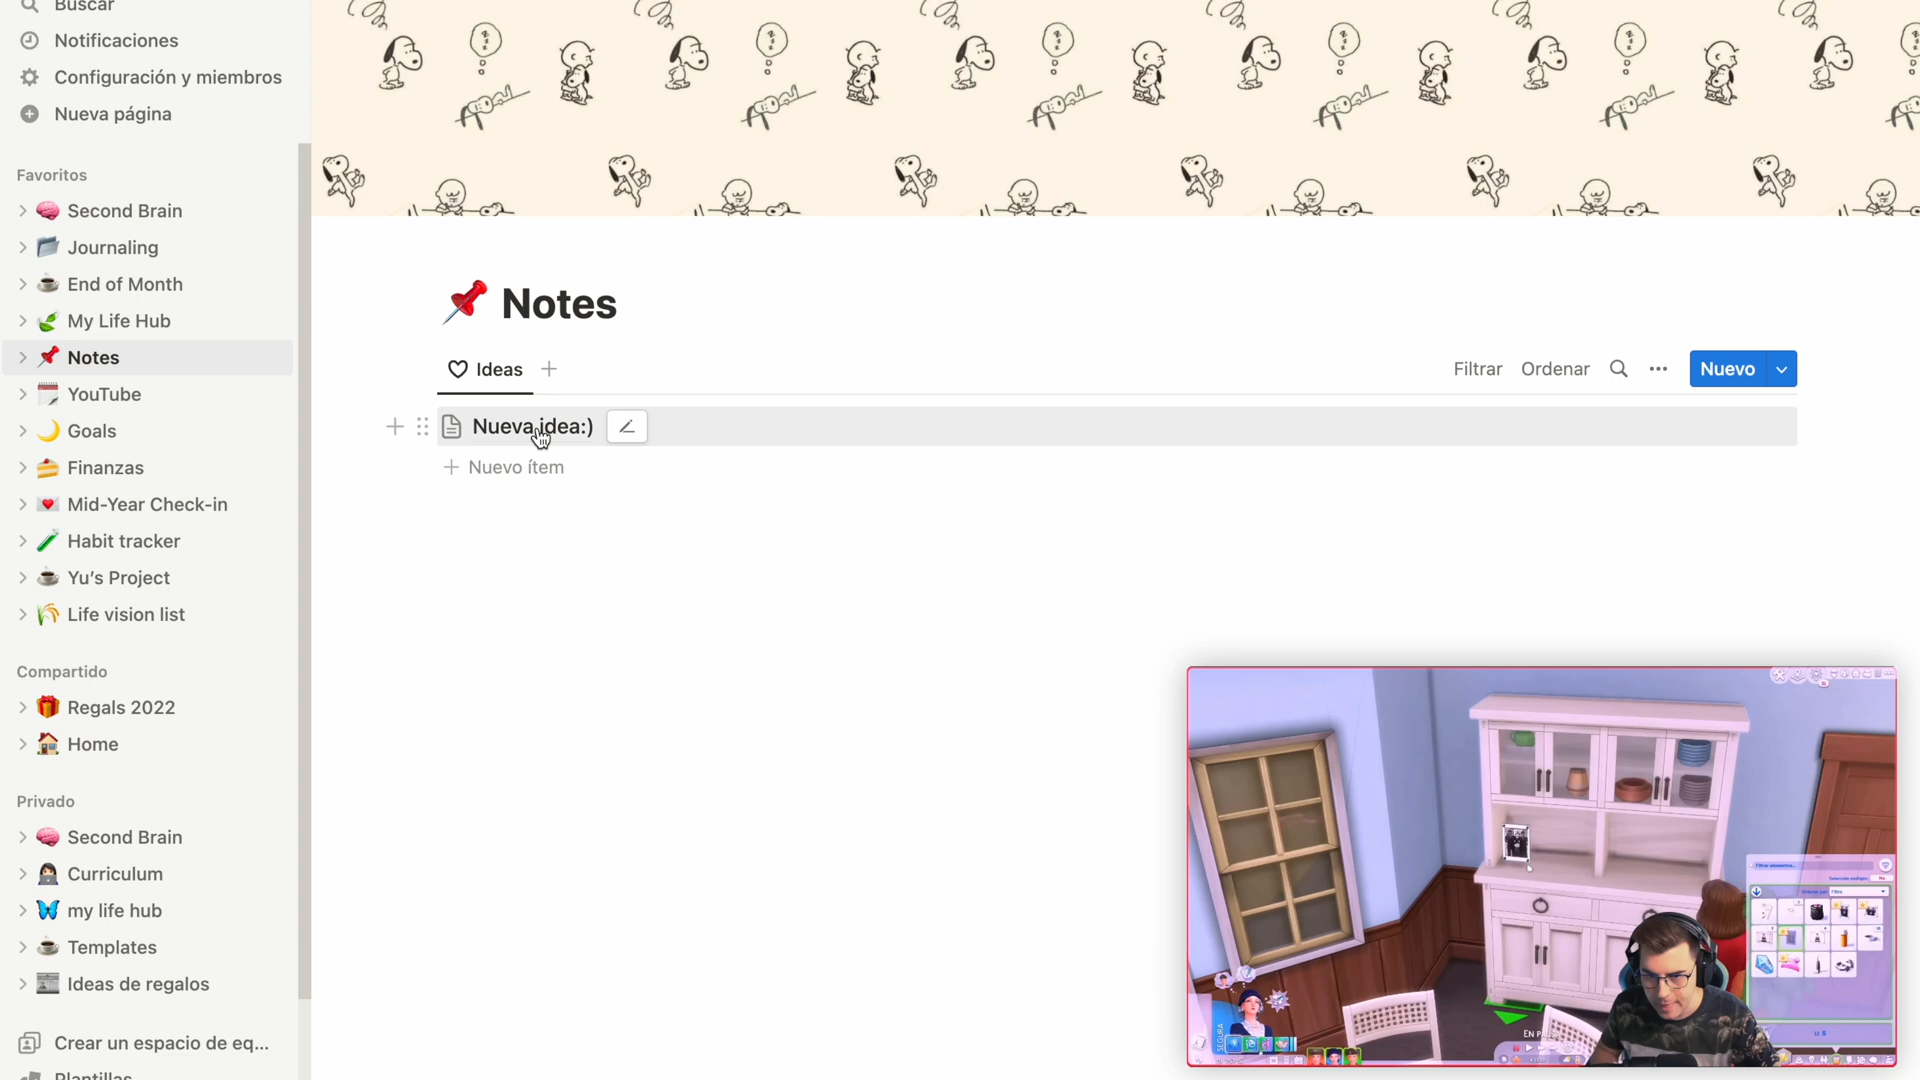 Buscar
Notificaciones
Configuración y miembros
Nueva página
Favoritos
Second Brain
Journaling
End of Month
My Life Hub
Notes
YouTube
Goals
Finanzas
Mid-Year Check-in
Habit tracker
Yu's Project
Life vision list
Compartido
Regals 2022
Home
Privado
Second Brain
Curriculum
my life hub
Templates
Ideas de regalos
Crear un espacio de eq...
Plantillas
Notes
Ideas
Filtrar
Ordenar
Nuevo
Nueva idea:)
Nuevo ítem
SEGURA